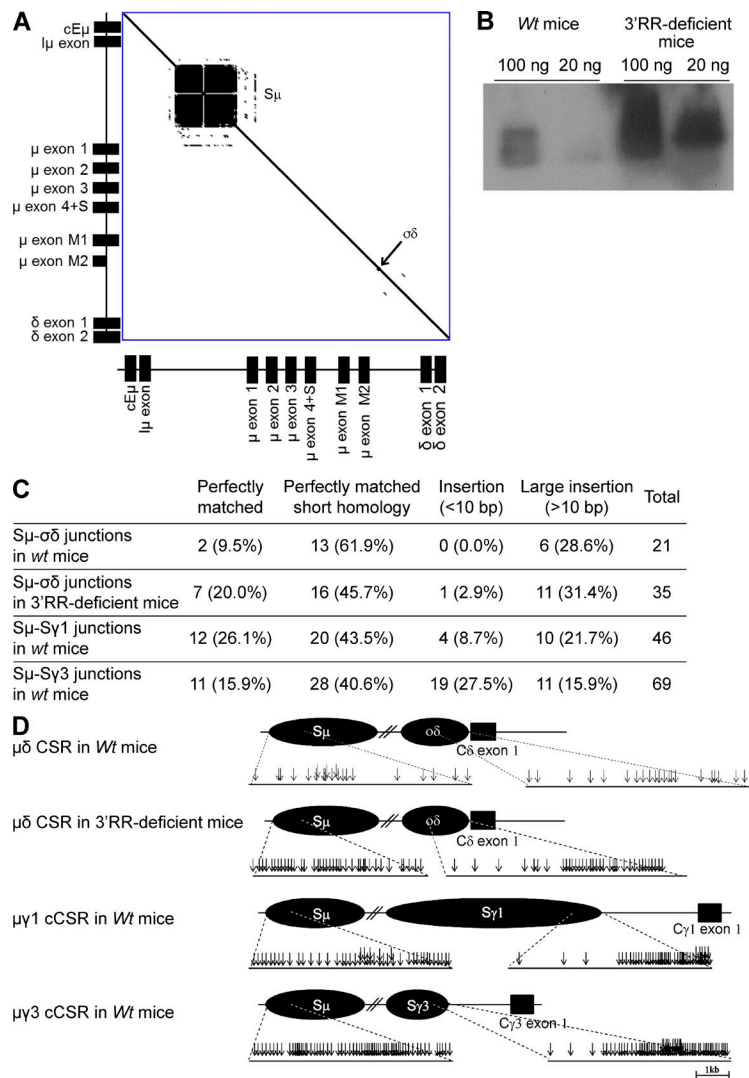 A
cEµ
Iµ exon
Sµ
µ exon 1
µ exon 2
µ exon 3
µ exon 4+S
µ exon M1
µ exon M2
σδ
δ exon 1
δ exon 2
cEµ
Iµ exon
µ exon 1
µ exon 2
µ exon 3
µ exon 4+S
µ exon M1
µ exon M2
δ exon 1
δ exon 2
B
Wt mice
3'RR-deficient mice
100 ng 20 ng 100 ng 20 ng
C
Perfectly matched
Perfectly matched short homology
Insertion (<10 bp)
Large insertion (>10 bp)
Total
Sµ-σδ junctions in wt mice 2 (9.5%) 13 (61.9%) 0 (0.0%) 6 (28.6%) 21
Sµ-σδ junctions in 3'RR-deficient mice 7 (20.0%) 16 (45.7%) 1 (2.9%) 11 (31.4%) 35
Sµ-Sγ1 junctions in wt mice 12 (26.1%) 20 (43.5%) 4 (8.7%) 10 (21.7%) 46
Sµ-Sγ3 junctions in wt mice 11 (15.9%) 28 (40.6%) 19 (27.5%) 11 (15.9%) 69
D
µδ CSR in Wt mice
Sµ
σδ
Cδ exon 1
µδ CSR in 3'RR-deficient mice
Sµ
σδ
Cδ exon 1
µγ1 cCSR in Wt mice
Sµ
Sγ1
Cγ1 exon 1
µγ3 cCSR in Wt mice
Sµ
Sγ3
Cγ3 exon 1
1kb